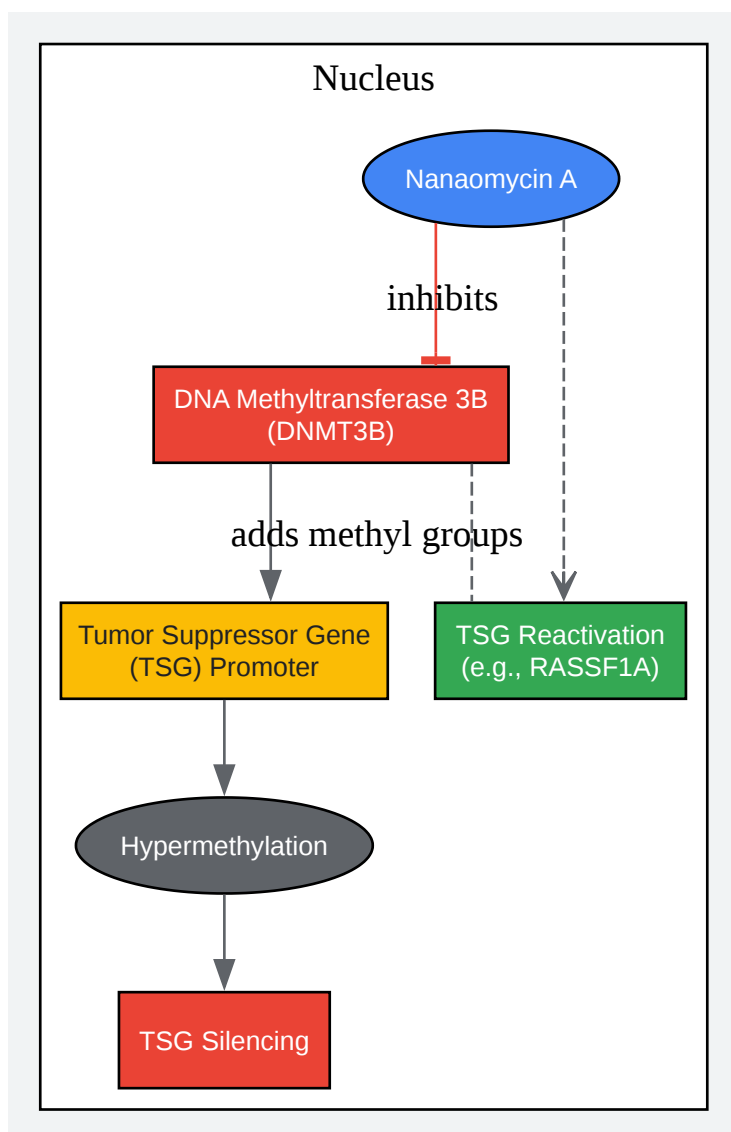 Nucleus
Nanaomycin A
inhibits
DNA Methyltransferase 3B
(DNMT3B)
adds methyl groups
Tumor Suppressor Gene
(TSG) Promoter
TSG Reactivation
(e.g., RASSF1A)
Hypermethylation
TSG Silencing